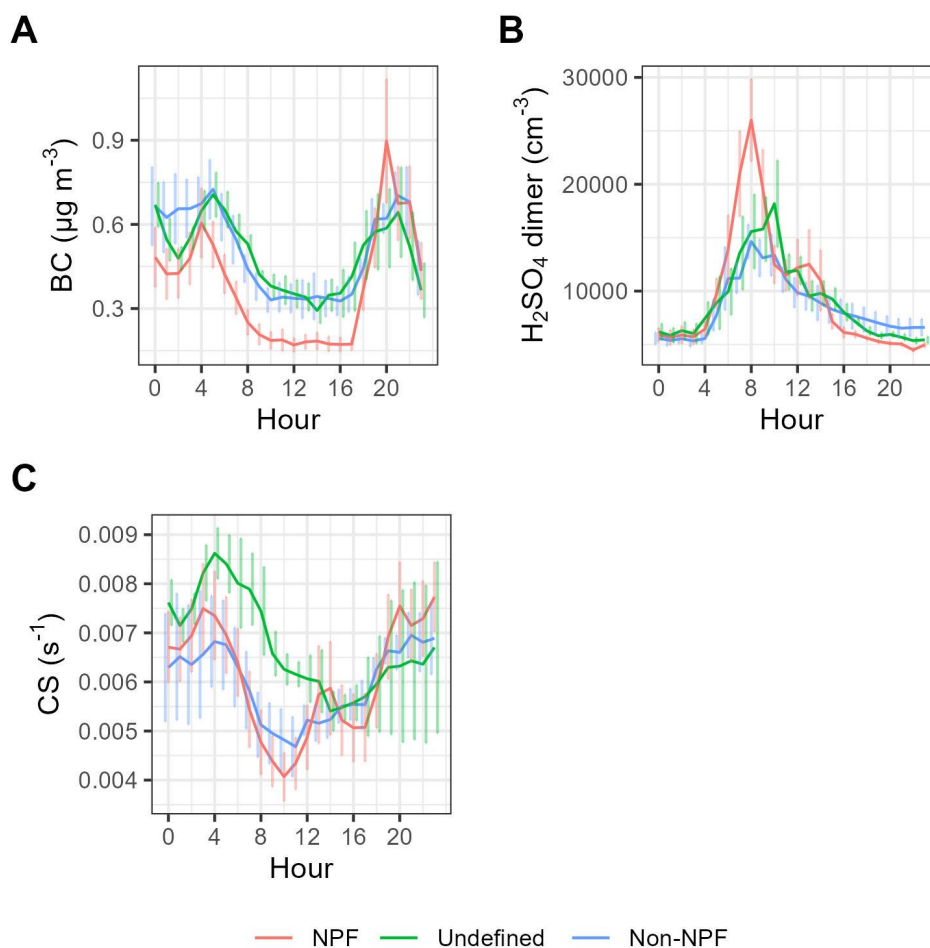 A
BC (µg m⁻³)
0.9
0.6
0.3
0 4 8 12 16 20
Hour
B
H₂SO₄ dimer (cm⁻³)
30000
20000
10000
0 4 8 12 16 20
Hour
C
CS (s⁻¹)
0.009
0.008
0.007
0.006
0.005
0.004
0 4 8 12 16 20
Hour
NPF Undefined Non-NPF